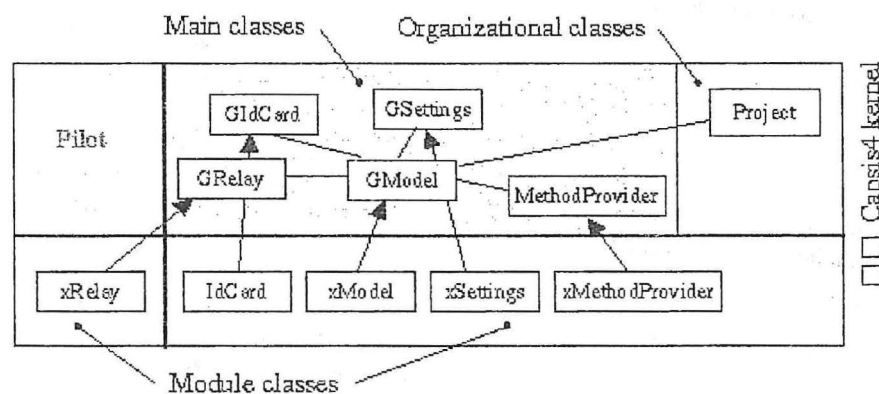 Main classes
Organizational classes
Pilot
GIdCard
GSettings
Project
GRelay
GModel
MethodProvider
xRelay
IdCard
xModel
xSettings
xMethodProvider
Module classes
Capsis4 kernel